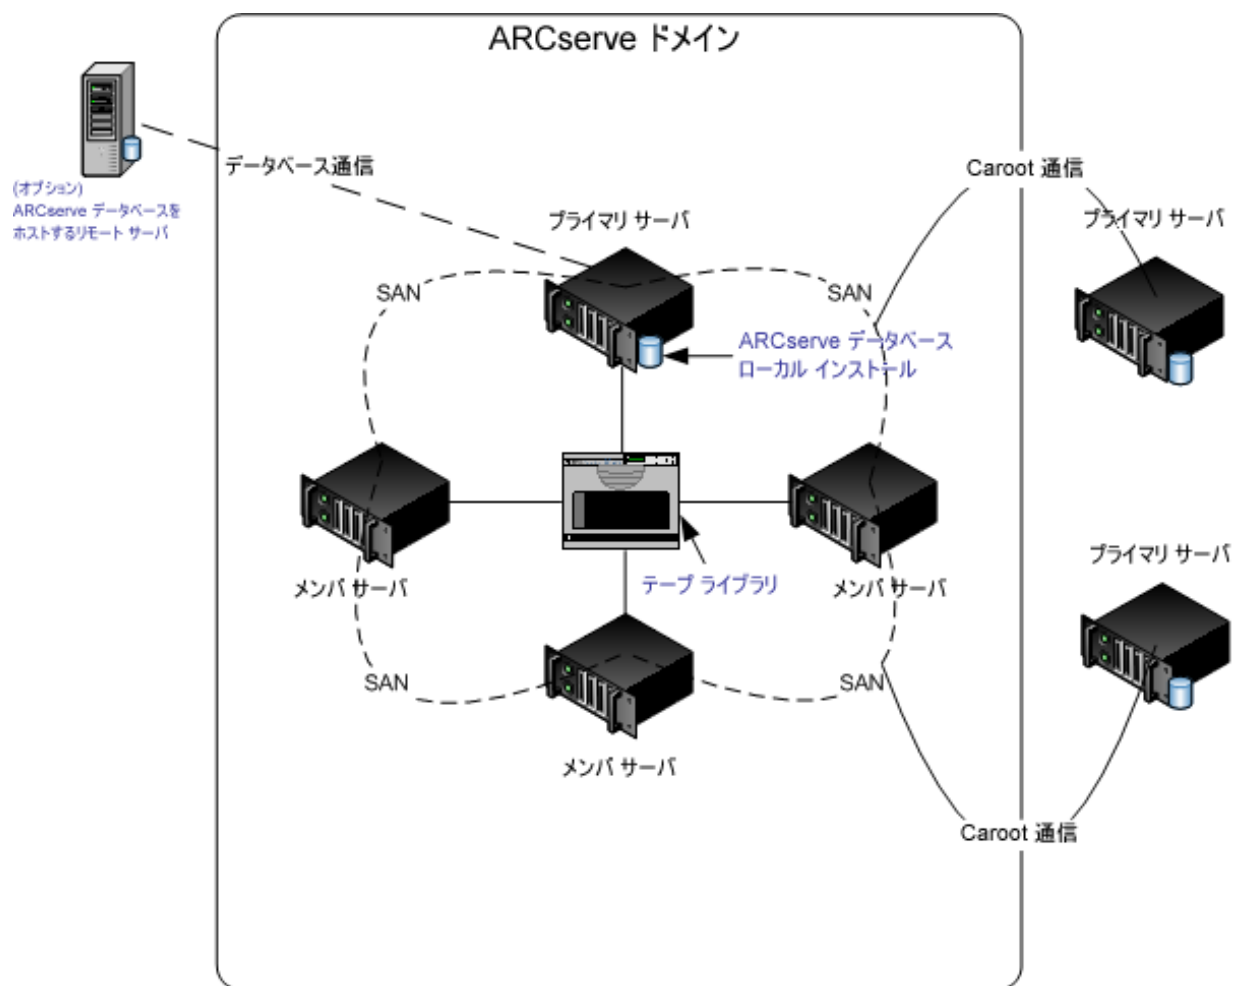 ARCserve ドメイン
データベース通信
Caroot 通信
(オプション)
ARCserve データベースを
ホストするリモート サーバ
プライマリ サーバ
プライマリ サーバ
SAN
SAN
ARCserve データベース
ローカル インストール
プライマリ サーバ
メンバ サーバ
テープ ライブラリ
メンバ サーバ
SAN
SAN
メンバ サーバ
Caroot 通信